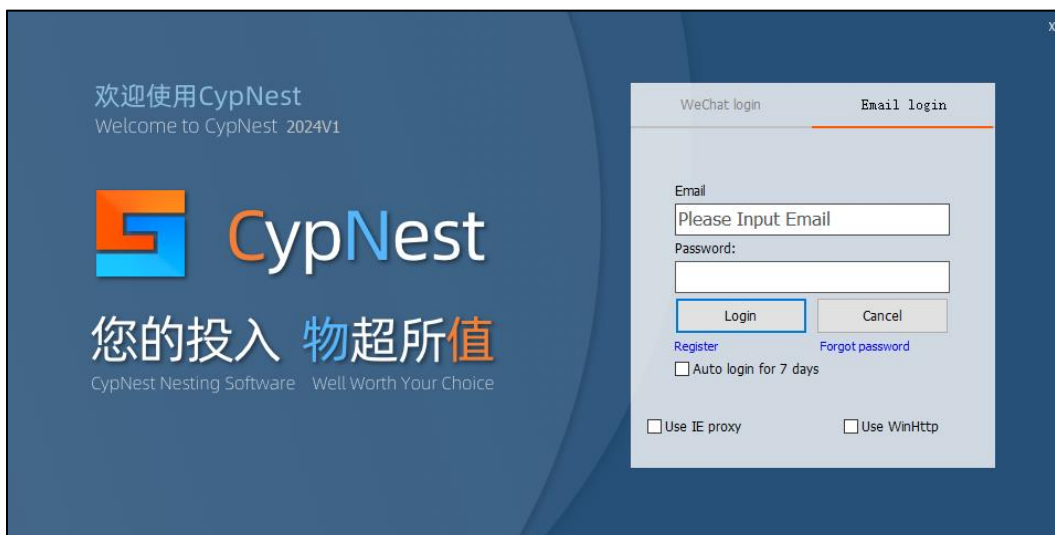 x
欢迎使用CypNest
Welcome to CypNest 2024V1
CypNest
您的投入 物超所值
CypNest Nesting Software Well Worth Your Choice
WeChat login Email login
Email
Please Input Email
Password:
Login Cancel
Register Forgot password
Auto login for 7 days
Use IE proxy Use WinHttp